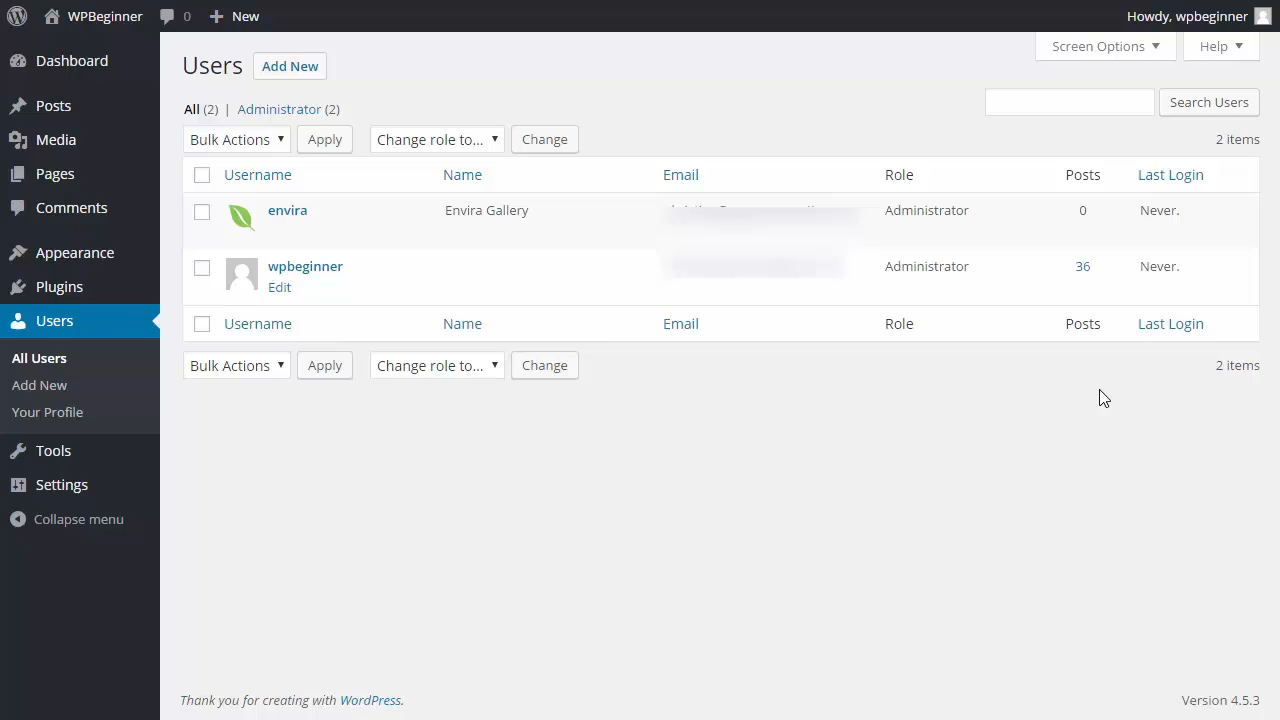 WPBeginner 0 New Howdy, wpbeginner
Dashboard
Posts
Media
Pages
Comments
Appearance
Plugins
Users
All Users
Add New
Your Profile
Tools
Settings
Collapse menu
Screen Options Help
Users Add New
All (2) | Administrator (2)
Search Users
Bulk Actions Apply Change role to... Change 2 items
Username Name Email Role Posts Last Login
envira Envira Gallery Administrator 0 Never.
wpbeginner Administrator 36 Never.
Edit
Username Name Email Role Posts Last Login
Bulk Actions Apply Change role to... Change 2 items
Thank you for creating with WordPress. Version 4.5.3